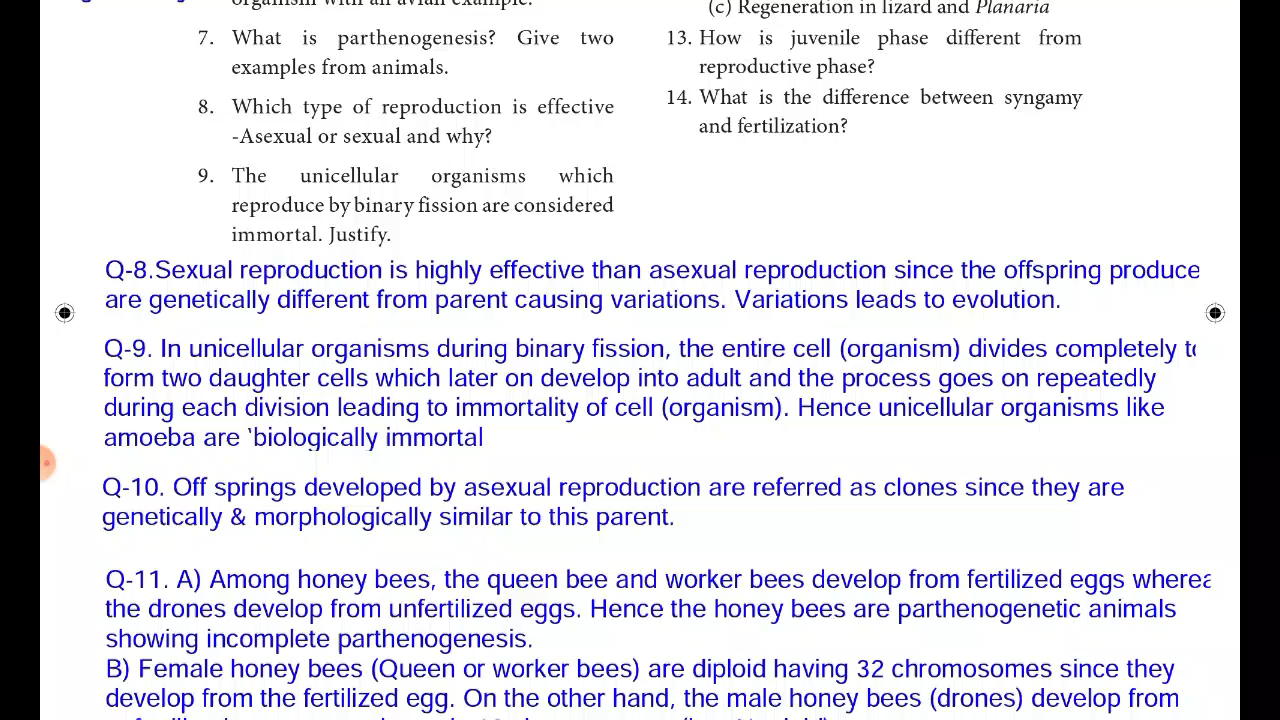 organism with an avian example.
7. What is parthenogenesis? Give two
examples from animals.
8. Which type of reproduction is effective
-Asexual or sexual and why?
9. The unicellular organisms which
reproduce by binary fission are considered
immortal. Justify.
(c) Regeneration in lizard and Planaria
13. How is juvenile phase different from
reproductive phase?
14. What is the difference between syngamy
and fertilization?
Q-8.Sexual reproduction is highly effective than asexual reproduction since the offspring produce
are genetically different from parent causing variations. Variations leads to evolution.
Q-9. In unicellular organisms during binary fission, the entire cell (organism) divides completely to
form two daughter cells which later on develop into adult and the process goes on repeatedly
during each division leading to immortality of cell (organism). Hence unicellular organisms like
amoeba are 'biologically immortal
Q-10. Off springs developed by asexual reproduction are referred as clones since they are
genetically & morphologically similar to this parent.
Q-11. A) Among honey bees, the queen bee and worker bees develop from fertilized eggs wherea
the drones develop from unfertilized eggs. Hence the honey bees are parthenogenetic animals
showing incomplete parthenogenesis.
B) Female honey bees (Queen or worker bees) are diploid having 32 chromosomes since they
develop from the fertilized egg. On the other hand, the male honey bees (drones) develop from